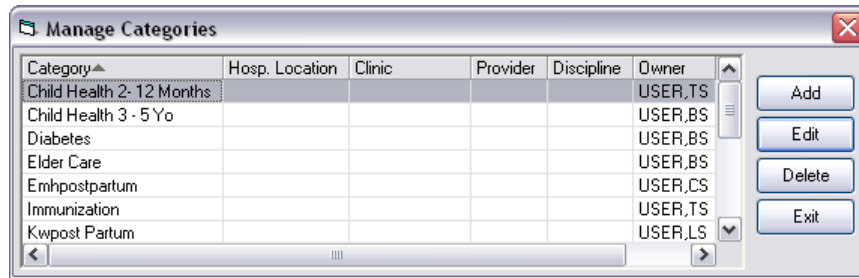 Manage Categories
Category Hosp. Location Clinic Provider Discipline Owner
Child Health 2- 12 Months USER,TS
Child Health 3 - 5 Yo USER,BS
Diabetes USER,BS
Elder Care USER,BS
Emhpostpartum USER,CS
Immunization USER,TS
Kwpost Partum USER,LS
Add
Edit
Delete
Exit